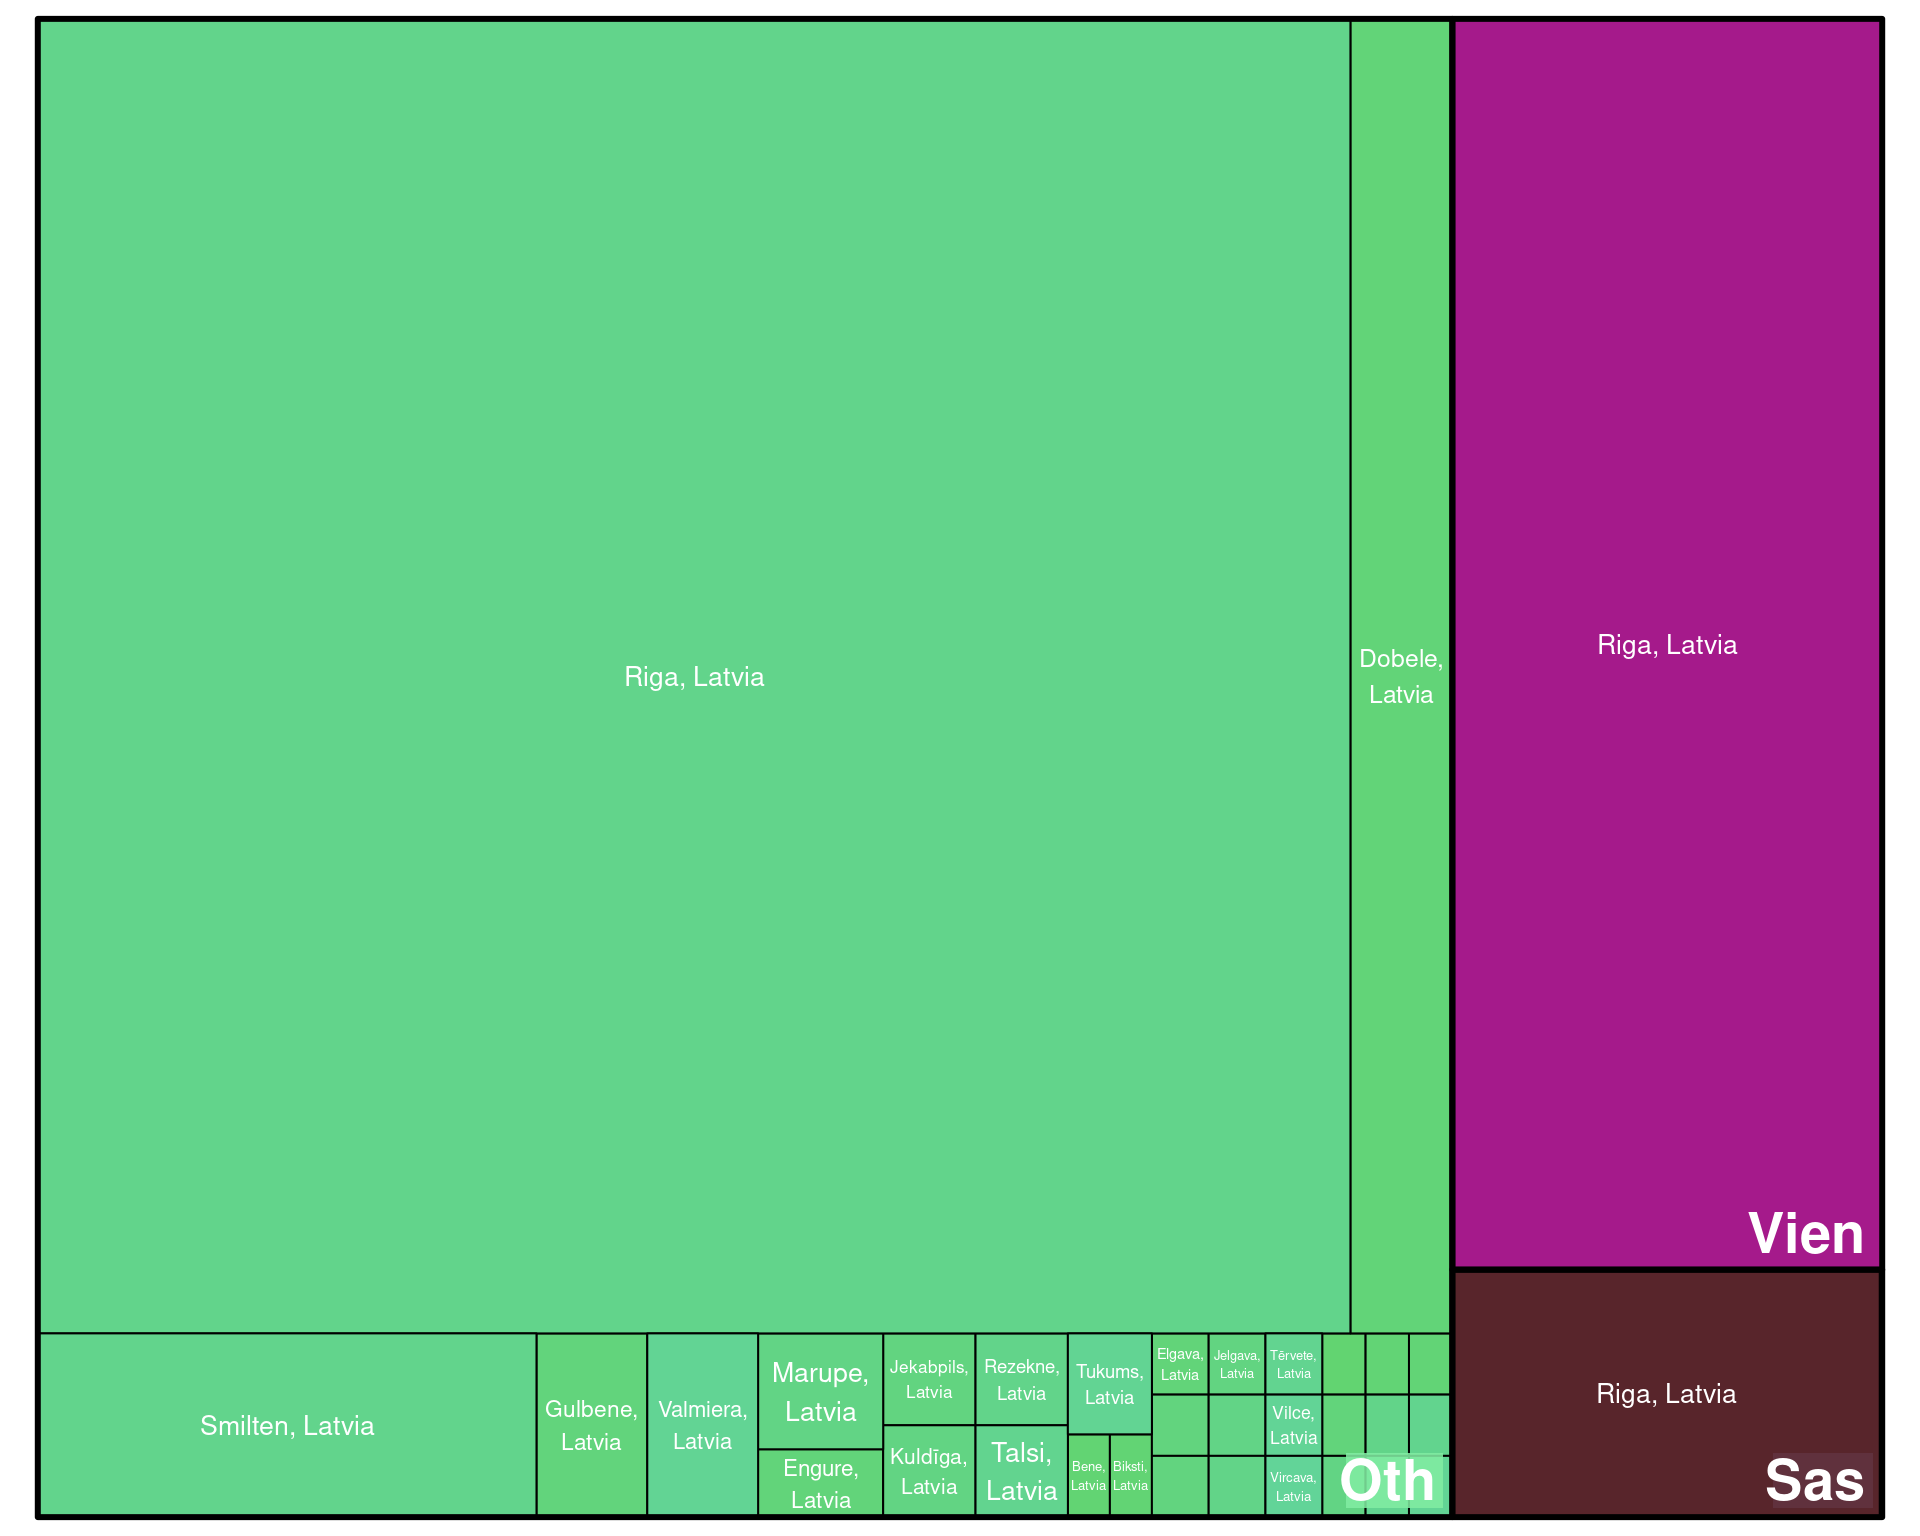 Riga, Latvia
Dobele,
Latvia
Riga, Latvia
Vien
Smilten, Latvia
Gulbene,
Latvia
Valmiera,
Latvia
Marupe,
Latvia
Engure,
Latvia
Jekabpils,
Latvia
Kuldīga,
Latvia
Rezekne,
Latvia
Talsi,
Latvia
Tukums,
Latvia
Bene,
Latvia
Biksti,
Latvia
Elgava,
Latvia
Jelgava,
Latvia
Tērvete,
Latvia
Vilce,
Latvia
Vircava,
Latvia
Oth
Riga, Latvia
Sas